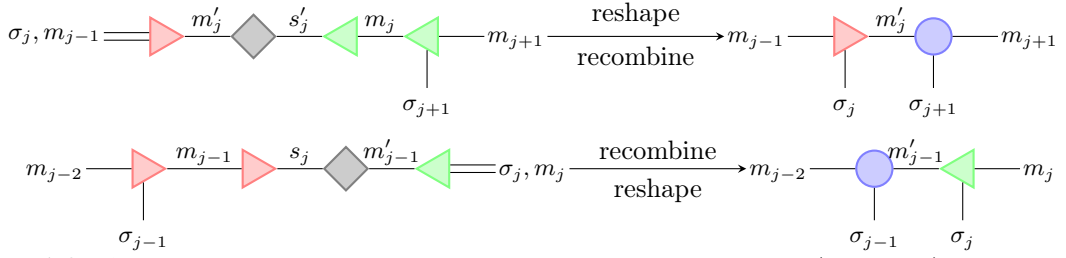 σ_j, m_{j−1} m′_j s′_j m_j m_{j+1} reshape m_{j−1} m′_j m_{j+1}
recombine
σ_{j+1} σ_j σ_{j+1}
m_{j−2} m_{j−1} s_j m′_{j−1} σ_j, m_j recombine m_{j−2} m′_{j−1} m_j
reshape
σ_{j−1} σ_{j−1} σ_j